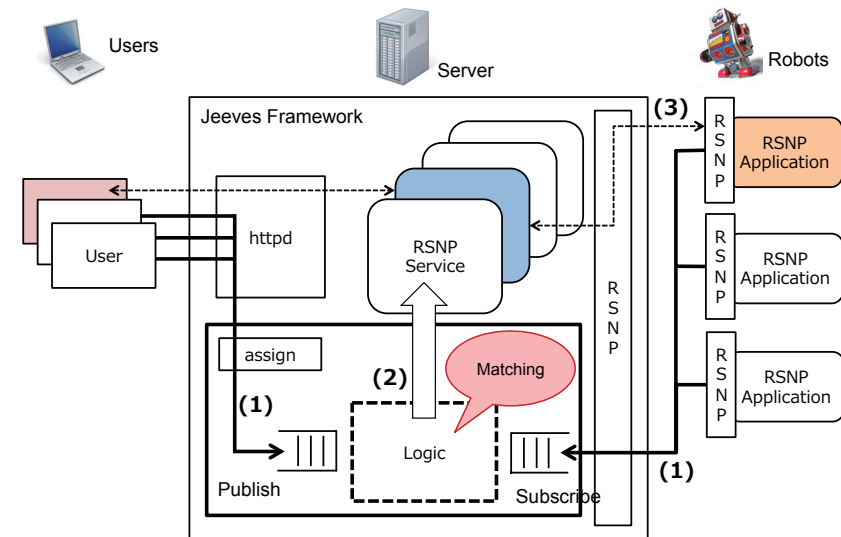 Users
Server
Robots
Jeeves Framework
(3)
R
S
N
P
RSNP
Application
httpd
User
RSNP
Service
R
S
N
P
RSNP
Application
R
S
N
P
assign
(2)
Matching
R
S
N
P
RSNP
Application
(1)
Logic
Publish
Subscribe
(1)